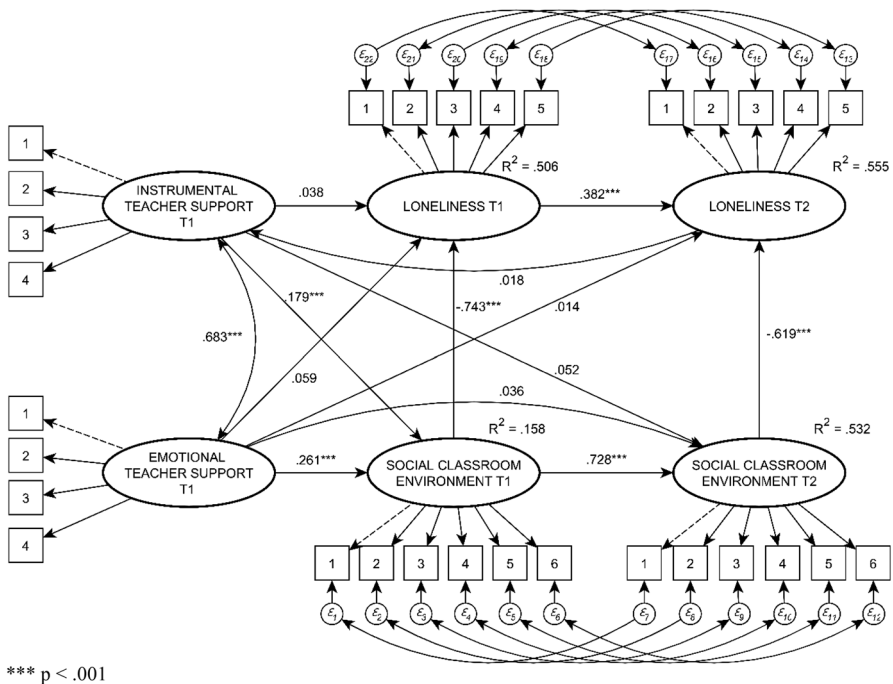 ε22 ε21 ε20 ε19 ε18 ε17 ε16 ε15 ε14 ε13
1 2 3 4 5 1 2 3 4 5
R² = .506
R² = .555
1
2
3
4
INSTRUMENTAL
TEACHER SUPPORT
T1
.038
LONELINESS T1
.382***
LONELINESS T2
.018
.179***
-.743***
.014
.683***
-.619***
.059
.052
.036
R² = .158
R² = .532
1
2
3
4
EMOTIONAL
TEACHER SUPPORT
T1
.261***
SOCIAL CLASSROOM
ENVIRONMENT T1
.728***
SOCIAL CLASSROOM
ENVIRONMENT T2
1 2 3 4 5 6 1 2 3 4 5 6
ε1 ε2 ε3 ε4 ε5 ε6 ε7 ε8 ε9 ε10 ε11 ε12
*** p < .001